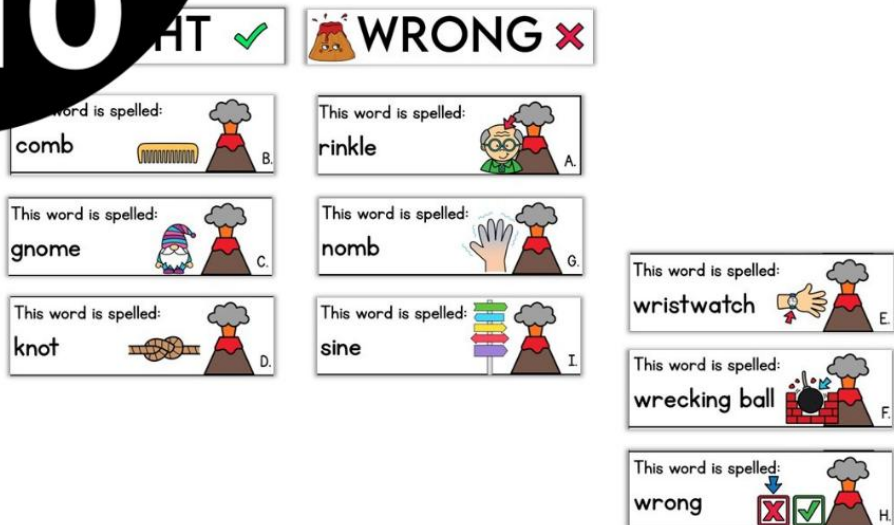 HT
WRONG
word is spelled:
comb
B.
This word is spelled:
gnome
C.
This word is spelled:
knot
D.
This word is spelled:
rinkle
A.
This word is spelled:
nomb
G.
This word is spelled:
sine
I.
This word is spelled:
wristwatch
E.
This word is spelled:
wrecking ball
F.
This word is spelled:
wrong
H.